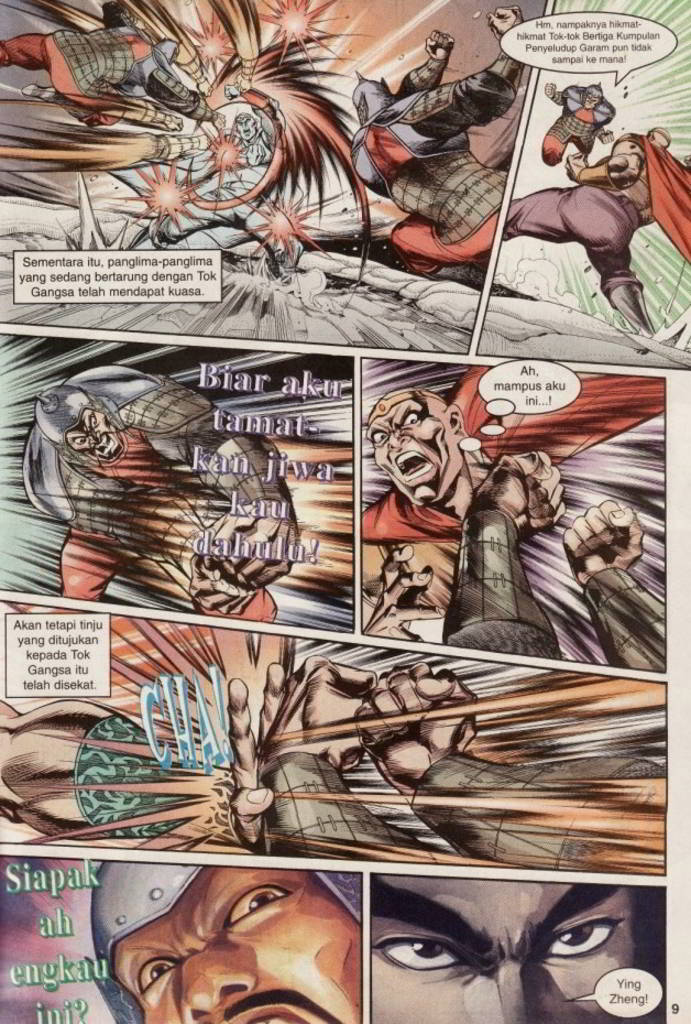 Hm, nampaknya hikmat-
hikmat Tok-tok Bertiga Kumpulan
Penyeludup Garam pun tidak
sampai ke mana!
Sementara itu, panglima-panglima
yang sedang bertarung dengan Tok
Gangsa telah mendapat kuasa.
Biar aku
tamat-
kan jiwa
kau
dahulu!
Ah,
mampus aku
ini...!
Akan tetapi tinju
yang ditujukan
kepada Tok
Gangsa itu
telah disekat.
CHA!
Siapak
ah
engkau
ini?
Ying
Zheng!
9